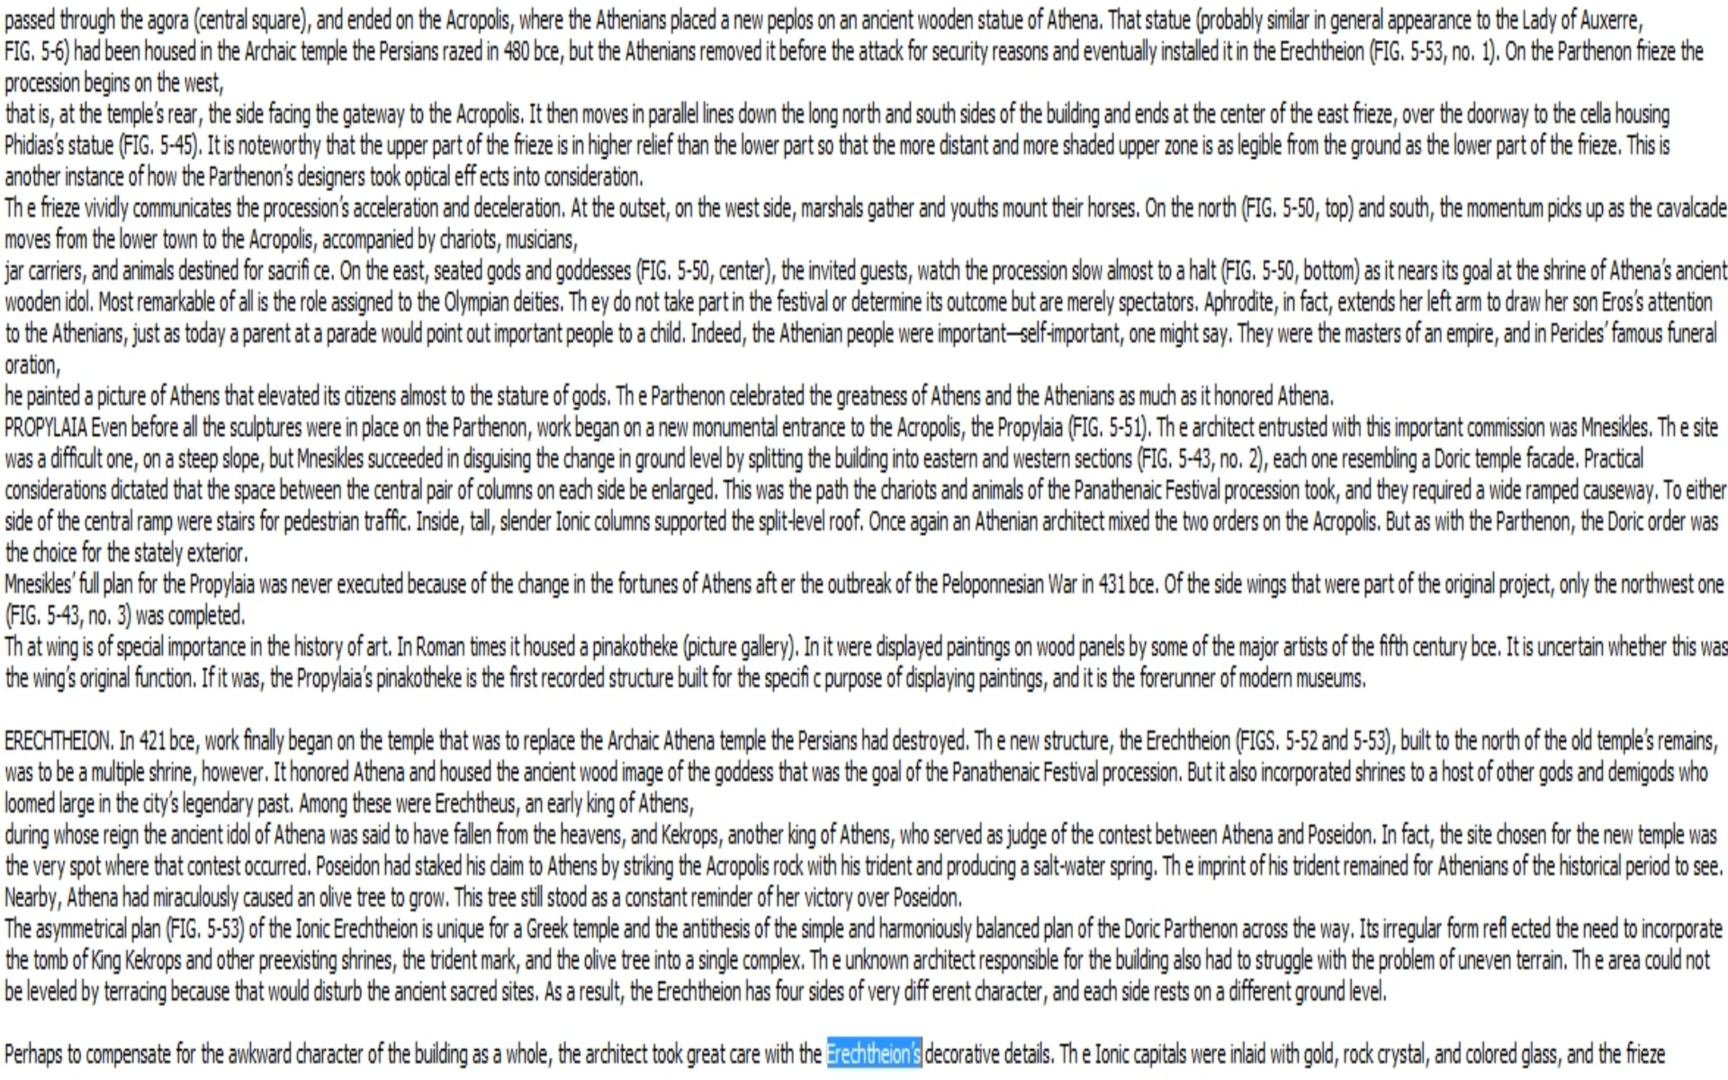 passed through the agora (central square), and ended on the Acropolis, where the Athenians placed a new peplos on an ancient wooden statue of Athena. That statue (probably similar in general appearance to the Lady of Auxerre,
FIG. 5-6) had been housed in the Archaic temple the Persians razed in 480 bce, but the Athenians removed it before the attack for security reasons and eventually installed it in the Erechtheion (FIG. 5-53, no. 1). On the Parthenon frieze the
procession begins on the west,
that is, at the temple's rear, the side facing the gateway to the Acropolis. It then moves in parallel lines down the long north and south sides of the building and ends at the center of the east frieze, over the doorway to the cella housing
Phidias's statue (FIG. 5-45). It is noteworthy that the upper part of the frieze is in higher relief than the lower part so that the more distant and more shaded upper zone is as legible from the ground as the lower part of the frieze. This is
another instance of how the Parthenon's designers took optical eff ects into consideration.
Th e frieze vividly communicates the procession's acceleration and deceleration. At the outset, on the west side, marshals gather and youths mount their horses. On the north (FIG. 5-50, top) and south, the momentum picks up as the cavalcade
moves from the lower town to the Acropolis, accompanied by chariots, musicians,
jar carriers, and animals destined for sacrifi ce. On the east, seated gods and goddesses (FIG. 5-50, center), the invited guests, watch the procession slow almost to a halt (FIG. 5-50, bottom) as it nears its goal at the shrine of Athena's ancient
wooden idol. Most remarkable of all is the role assigned to the Olympian deities. Th ey do not take part in the festival or determine its outcome but are merely spectators. Aphrodite, in fact, extends her left arm to draw her son Eros's attention
to the Athenians, just as today a parent at a parade would point out important people to a child. Indeed, the Athenian people were important—self-important, one might say. They were the masters of an empire, and in Pericles' famous funeral
oration,
he painted a picture of Athens that elevated its citizens almost to the stature of gods. Th e Parthenon celebrated the greatness of Athens and the Athenians as much as it honored Athena.
PROPYLAIA Even before all the sculptures were in place on the Parthenon, work began on a new monumental entrance to the Acropolis, the Propylaia (FIG. 5-51). Th e architect entrusted with this important commission was Mnesikles. Th e site
was a difficult one, on a steep slope, but Mnesikles succeeded in disguising the change in ground level by splitting the building into eastern and western sections (FIG. 5-43, no. 2), each one resembling a Doric temple facade. Practical
considerations dictated that the space between the central pair of columns on each side be enlarged. This was the path the chariots and animals of the Panathenaic Festival procession took, and they required a wide ramped causeway. To either
side of the central ramp were stairs for pedestrian traffic. Inside, tall, slender Ionic columns supported the split-level roof. Once again an Athenian architect mixed the two orders on the Acropolis. But as with the Parthenon, the Doric order was
the choice for the stately exterior.
Mnesikles' full plan for the Propylaia was never executed because of the change in the fortunes of Athens aft er the outbreak of the Peloponnesian War in 431 bce. Of the side wings that were part of the original project, only the northwest one
(FIG. 5-43, no. 3) was completed.
Th at wing is of special importance in the history of art. In Roman times it housed a pinakotheke (picture gallery). In it were displayed paintings on wood panels by some of the major artists of the fifth century bce. It is uncertain whether this was
the wing's original function. If it was, the Propylaia's pinakotheke is the first recorded structure built for the specifi c purpose of displaying paintings, and it is the forerunner of modern museums.
ERECHTHEION. In 421 bce, work finally began on the temple that was to replace the Archaic Athena temple the Persians had destroyed. Th e new structure, the Erechtheion (FIGS. 5-52 and 5-53), built to the north of the old temple's remains,
was to be a multiple shrine, however. It honored Athena and housed the ancient wood image of the goddess that was the goal of the Panathenaic Festival procession. But it also incorporated shrines to a host of other gods and demigods who
loomed large in the city's legendary past. Among these were Erechtheus, an early king of Athens,
during whose reign the ancient idol of Athena was said to have fallen from the heavens, and Kekrops, another king of Athens, who served as judge of the contest between Athena and Poseidon. In fact, the site chosen for the new temple was
the very spot where that contest occurred. Poseidon had staked his claim to Athens by striking the Acropolis rock with his trident and producing a salt-water spring. Th e imprint of his trident remained for Athenians of the historical period to see.
Nearby, Athena had miraculously caused an olive tree to grow. This tree still stood as a constant reminder of her victory over Poseidon.
The asymmetrical plan (FIG. 5-53) of the Ionic Erechtheion is unique for a Greek temple and the antithesis of the simple and harmoniously balanced plan of the Doric Parthenon across the way. Its irregular form refl ected the need to incorporate
the tomb of King Kekrops and other preexisting shrines, the trident mark, and the olive tree into a single complex. Th e unknown architect responsible for the building also had to struggle with the problem of uneven terrain. Th e area could not
be leveled by terracing because that would disturb the ancient sacred sites. As a result, the Erechtheion has four sides of very diff erent character, and each side rests on a different ground level.
Perhaps to compensate for the awkward character of the building as a whole, the architect took great care with the Erechtheion's decorative details. Th e Ionic capitals were inlaid with gold, rock crystal, and colored glass, and the frieze